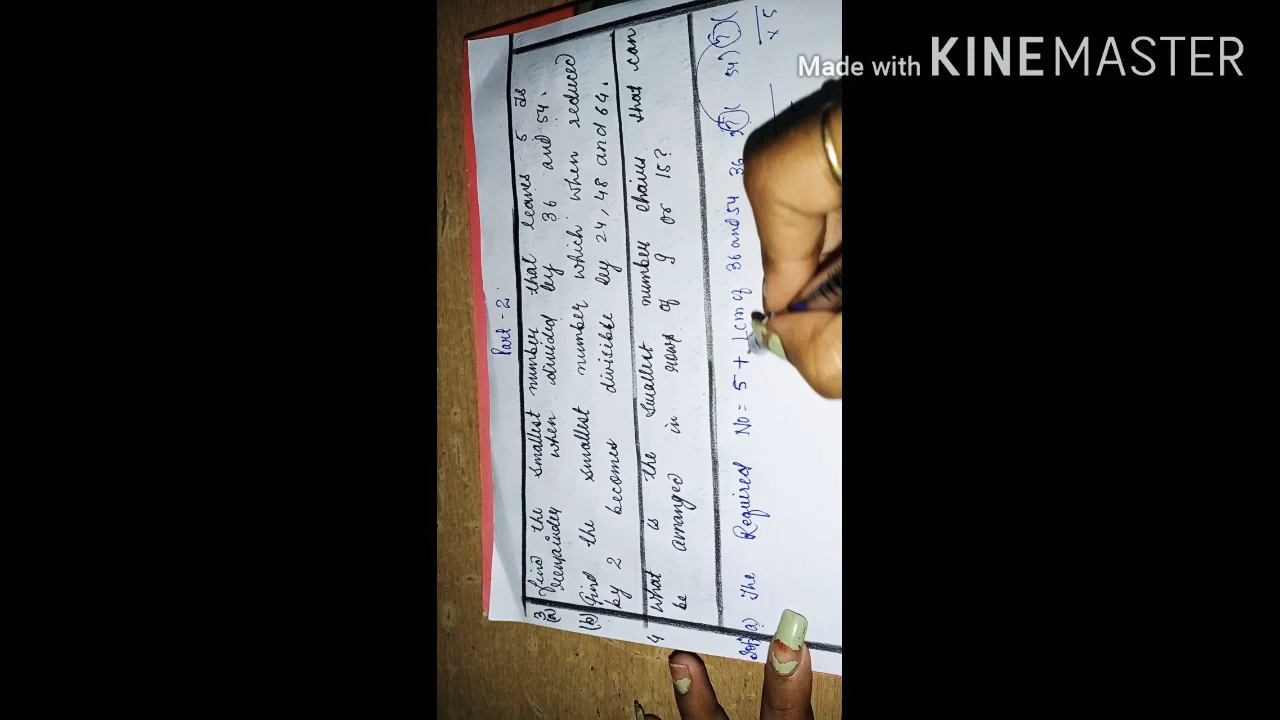 Made with KINEMASTER
Part - 2
3
(a) find the smallest number that leaves 5 as
remainder when divided by 36 and 54.
(b) Find the smallest number which when reduced
by 2 becomes divisible by 24, 48 and 64.
4 what is the smallest number chairs that can
be arranged in rows of 9 or 15?
(a) The Required No = 5 + Lcm of 36 and 54 36
54
x 5